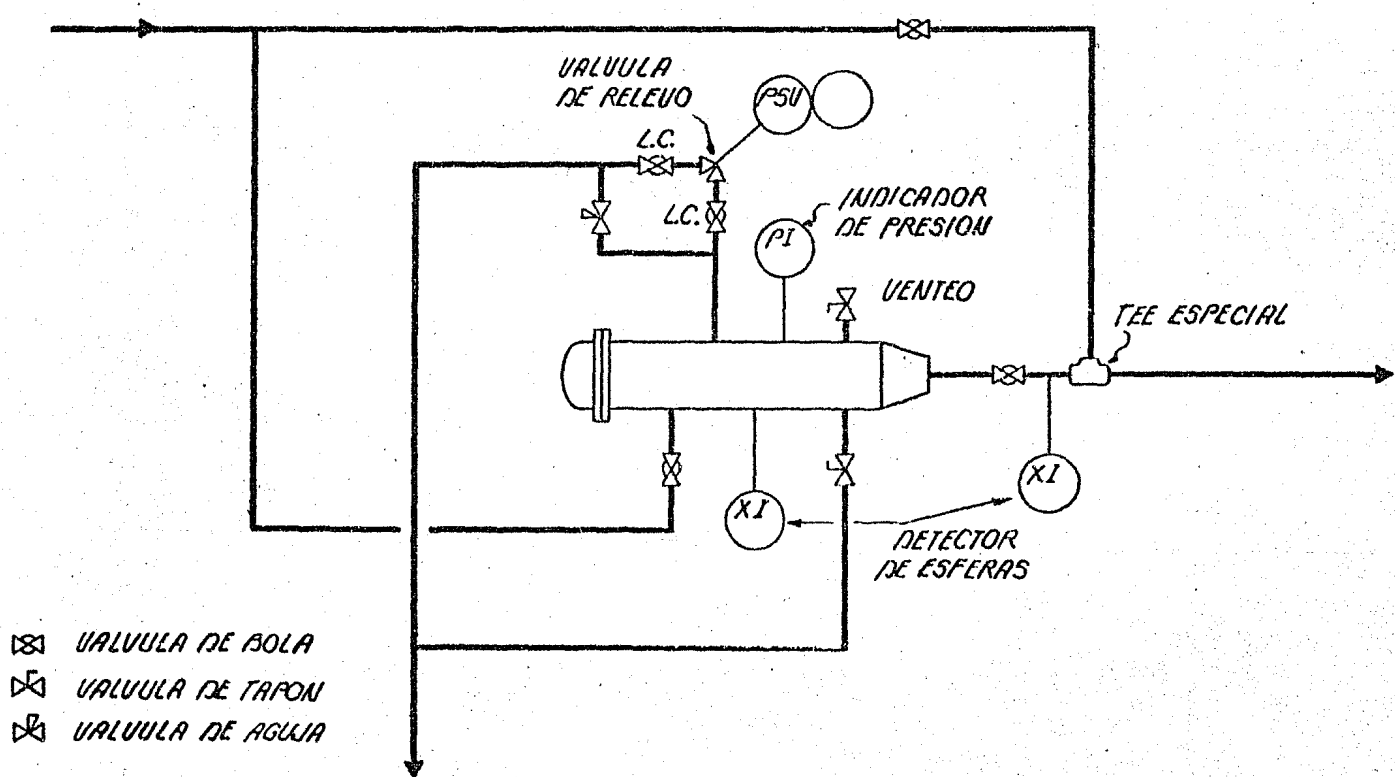 VALVULA
DE RELEVO
PSV
L.C.
L.C.
INDICADOR
DE PRESION
PI
VENTEO
TEE ESPECIAL
XI
XI
DETECTOR
DE ESFERAS
VALVULA DE BOLA
VALVULA DE TAPON
VALVULA DE AGUJA